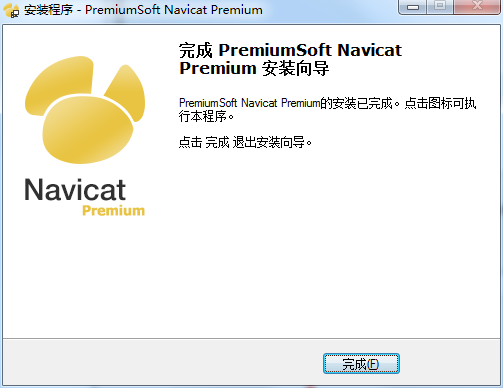 安装程序 - PremiumSoft Navicat Premium
完成 PremiumSoft Navicat
Premium 安装向导
PremiumSoft Navicat Premium的安装已完成。点击图标可执
行本程序。
点击 完成 退出安装向导。
Navicat
Premium
完成(F)